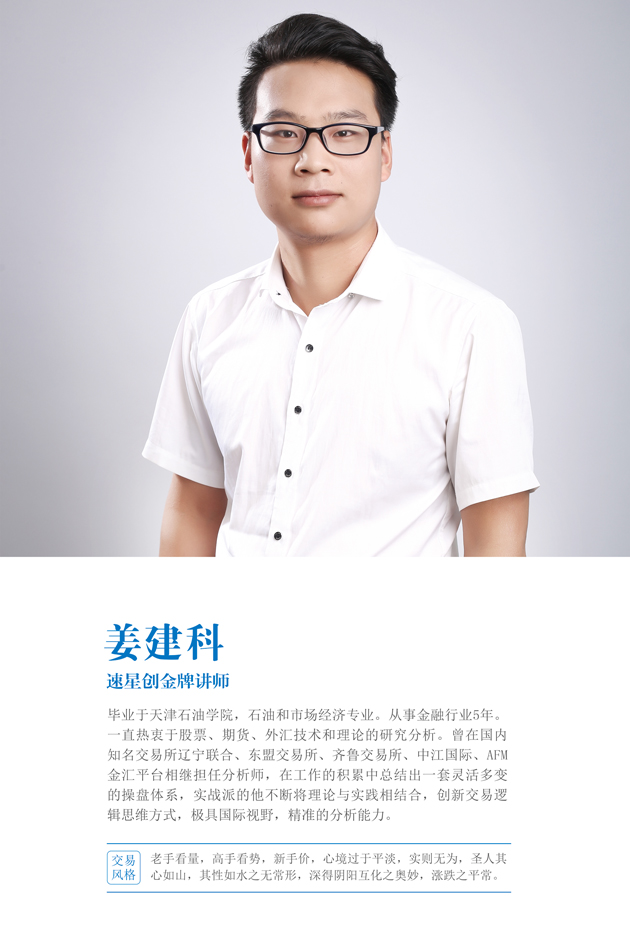 姜建科
速星创金牌讲师
毕业于天津石油学院，石油和市场经济专业。从事金融行业5年。
一直热衷于股票、期货、外汇技术和理论的研究分析。曾在国内
知名交易所辽宁联合、东盟交易所、齐鲁交易所、中江国际、AFM
金汇平台相继担任分析师，在工作的积累中总结出一套灵活多变
的操盘体系，实战派的他不断将理论与实践相结合，创新交易逻
辑思维方式，极具国际视野，精准的分析能力。
交易
风格
老手看量，高手看势，新手价，心境过于平淡，实则无为，圣人其
心如山，其性如水之无常形，深得阴阳互化之奥妙，涨跌之平常。